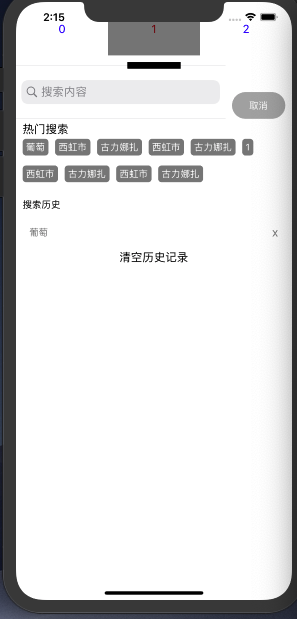 2:15
0 1 2
搜索内容 取消
热门搜索
葡萄 西虹市 古力娜扎 西虹市 古力娜扎 1
西虹市 古力娜扎 西虹市 古力娜扎
搜索历史
葡萄 x
清空历史记录